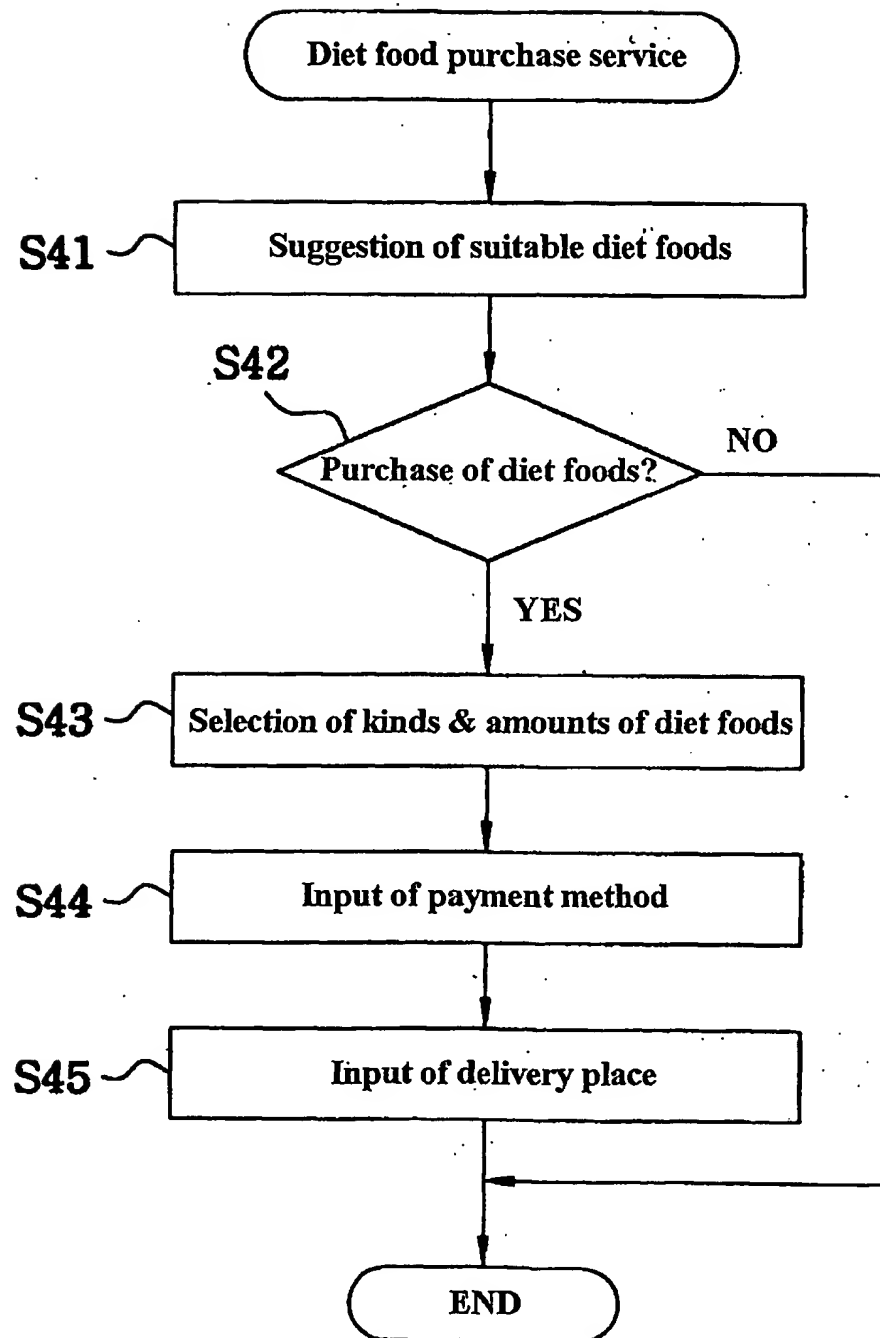 Diet food purchase service
S41
Suggestion of suitable diet foods
S42
Purchase of diet foods?
NO
YES
S43
Selection of kinds & amounts of diet foods
S44
Input of payment method
S45
Input of delivery place
END